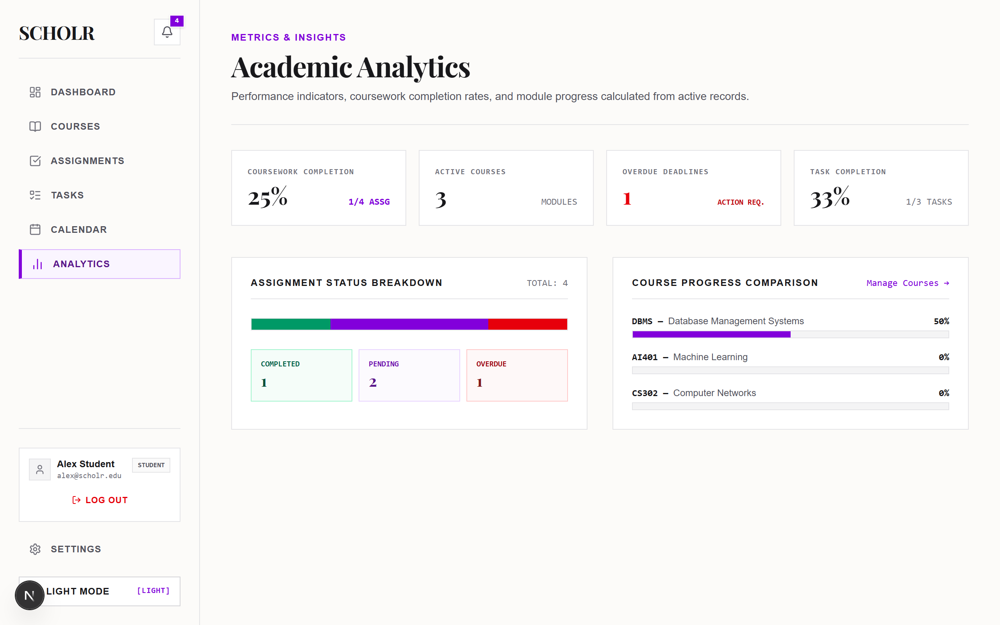 SCHOLR
4
DASHBOARD
COURSES
ASSIGNMENTS
TASKS
CALENDAR
ANALYTICS
Alex Student
alex@scholr.edu
STUDENT
LOG OUT
SETTINGS
N
LIGHT MODE
[LIGHT]
METRICS & INSIGHTS
Academic Analytics
Performance indicators, coursework completion rates, and module progress calculated from active records.
COURSEWORK COMPLETION
25%
1/4 ASSG
ACTIVE COURSES
3
MODULES
OVERDUE DEADLINES
1
ACTION REQ.
TASK COMPLETION
33%
1/3 TASKS
ASSIGNMENT STATUS BREAKDOWN
TOTAL: 4
COMPLETED
1
PENDING
2
OVERDUE
1
COURSE PROGRESS COMPARISON
Manage Courses →
DBMS — Database Management Systems 50%
AI401 — Machine Learning 0%
CS302 — Computer Networks 0%